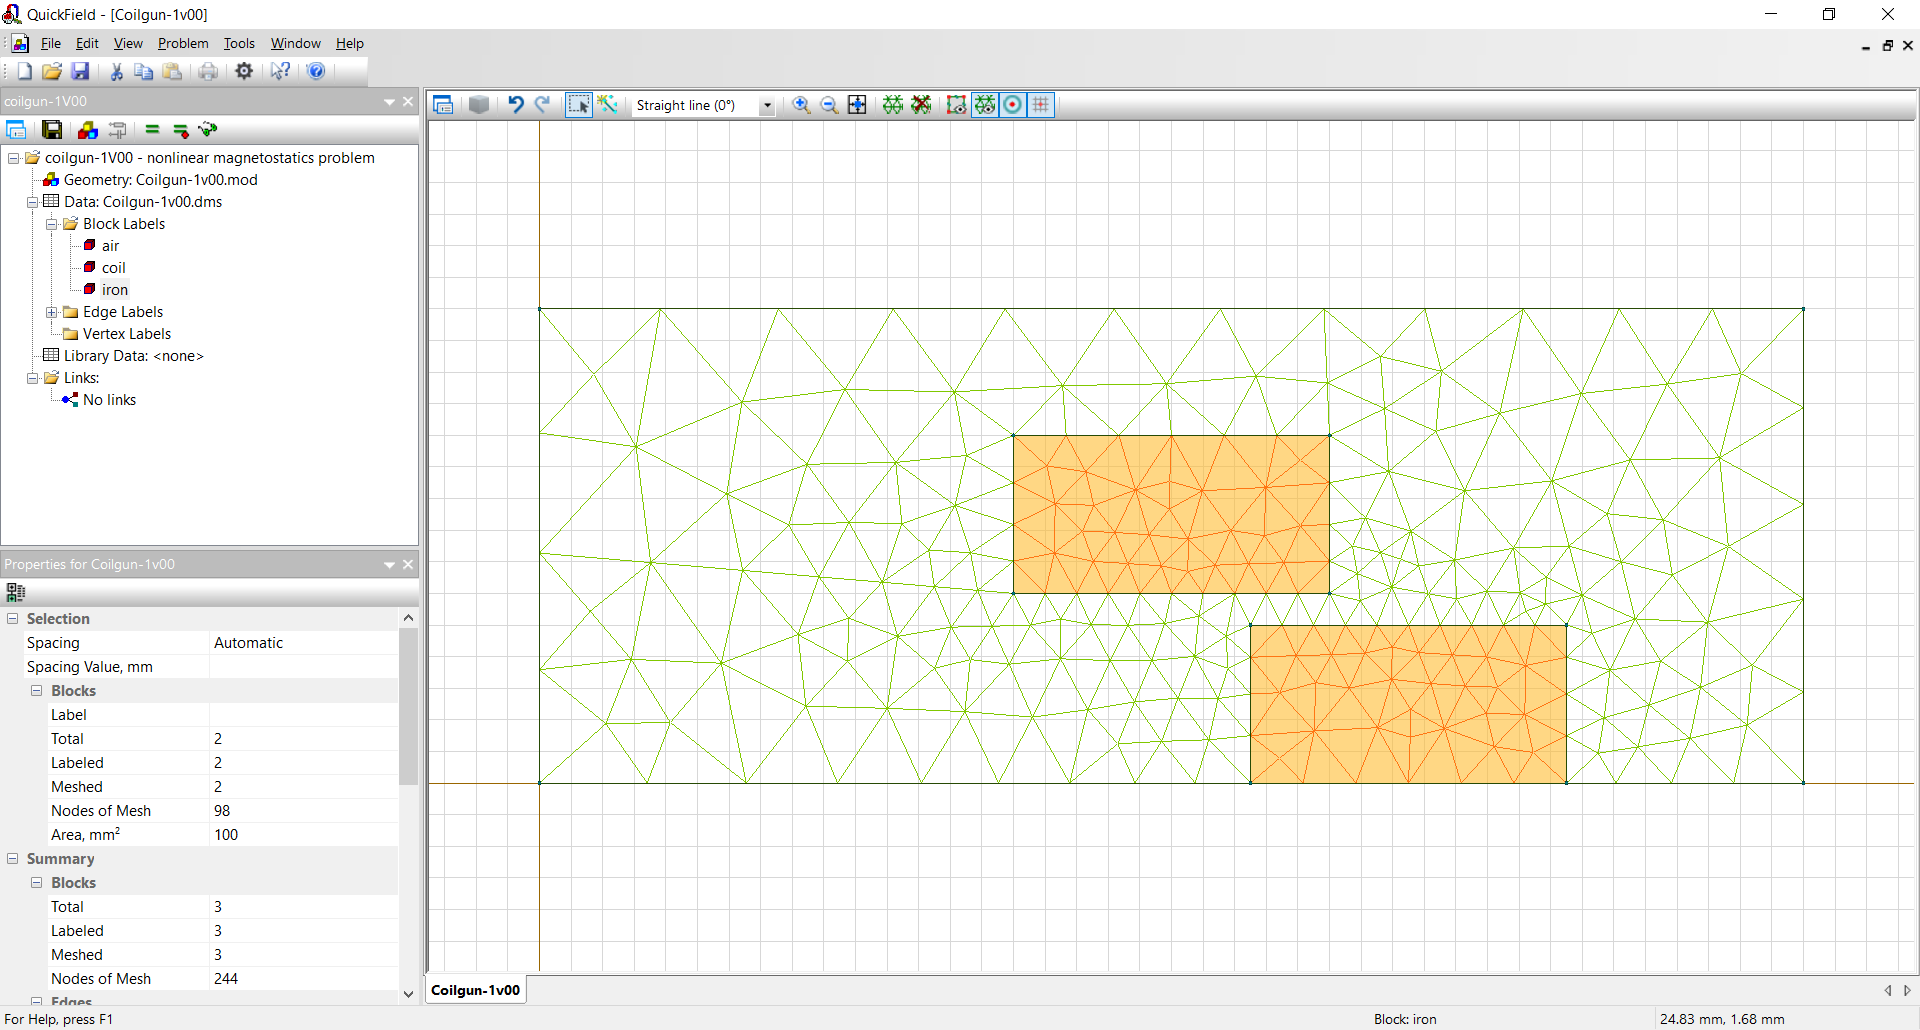 QuickField - [Coilgun-1v00]
File Edit View Problem Tools Window Help
coilgun-1V00
Straight line (0°)
coilgun-1V00 - nonlinear magnetostatics problem
Geometry: Coilgun-1v00.mod
Data: Coilgun-1v00.dms
Block Labels
air
coil
iron
Edge Labels
Vertex Labels
Library Data: <none>
Links:
No links
Properties for Coilgun-1v00
Selection
Spacing Automatic
Spacing Value, mm
Blocks
Label
Total 2
Labeled 2
Meshed 2
Nodes of Mesh 98
Area, mm² 100
Summary
Blocks
Total 3
Labeled 3
Meshed 3
Nodes of Mesh 244
Edges
Coilgun-1v00
For Help, press F1 Block: iron 24.83 mm, 1.68 mm